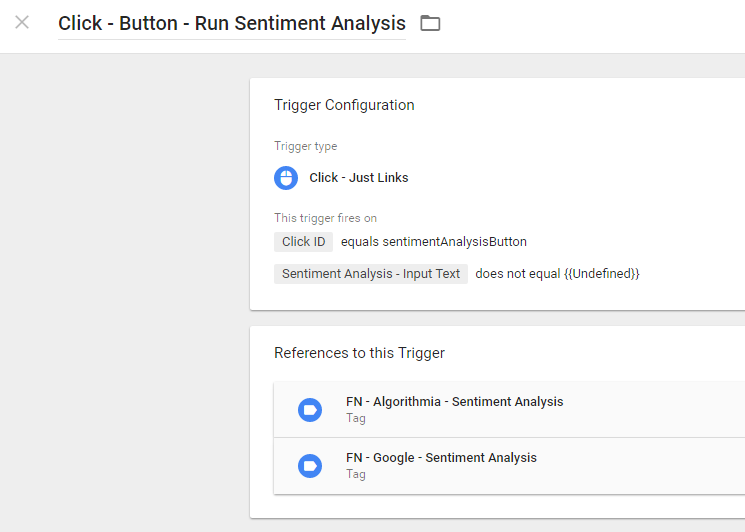 Click - Button - Run Sentiment Analysis
Trigger Configuration
Trigger type
Click - Just Links
This trigger fires on
Click ID equals sentimentAnalysisButton
Sentiment Analysis - Input Text does not equal {{Undefined}}
References to this Trigger
FN - Algorithmia - Sentiment Analysis
Tag
FN - Google - Sentiment Analysis
Tag